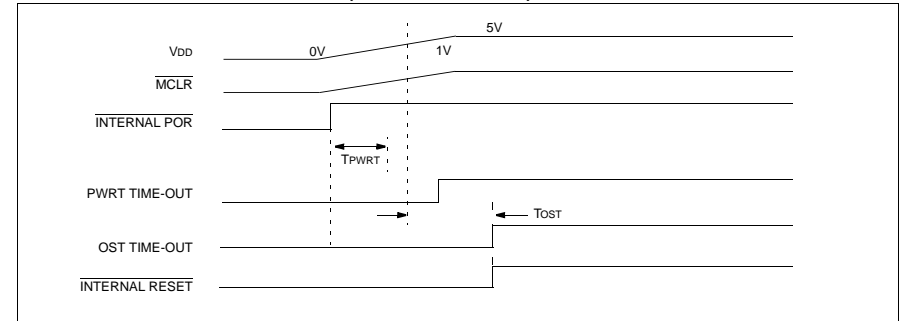 5V
VDD 0V 1V
MCLR
INTERNAL POR
TPWRT
PWRT TIME-OUT
TOST
OST TIME-OUT
INTERNAL RESET